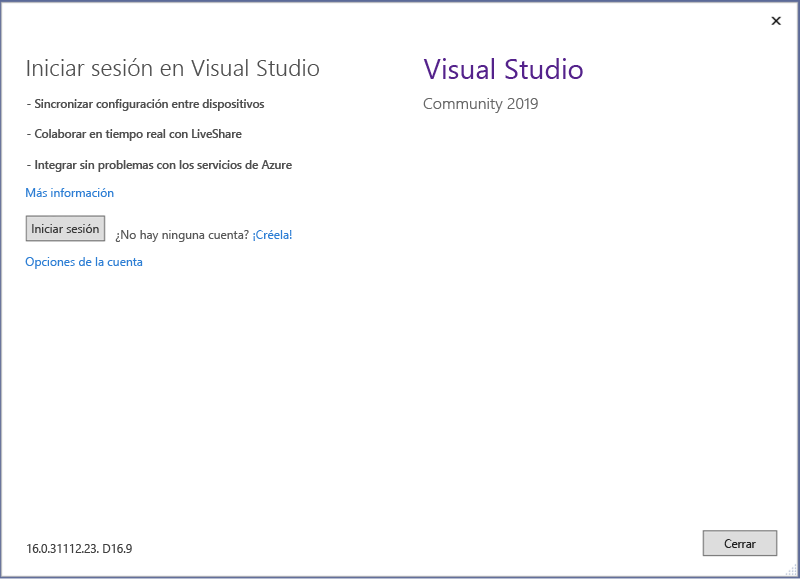 Iniciar sesión en Visual Studio
- Sincronizar configuración entre dispositivos
- Colaborar en tiempo real con LiveShare
- Integrar sin problemas con los servicios de Azure
Más información
Iniciar sesión
¿No hay ninguna cuenta? ¡Créela!
Opciones de la cuenta
Visual Studio
Community 2019
16.0.31112.23. D16.9
Cerrar